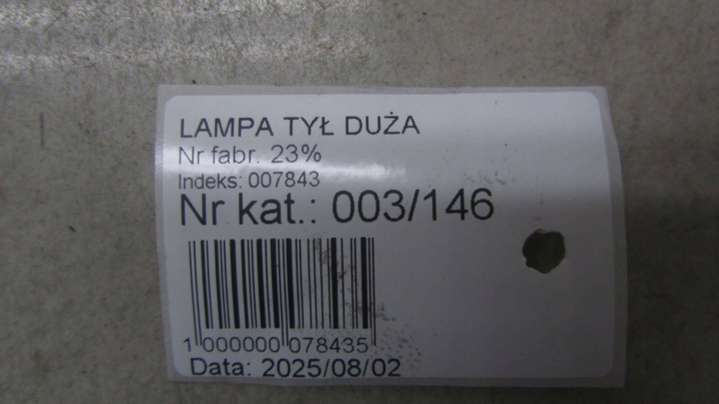 LAMPA TYŁ DUŻA
Nr fabr. 23%
Indeks: 007843
Nr kat.: 003/146
1 000000 078435
Data: 2025/08/02